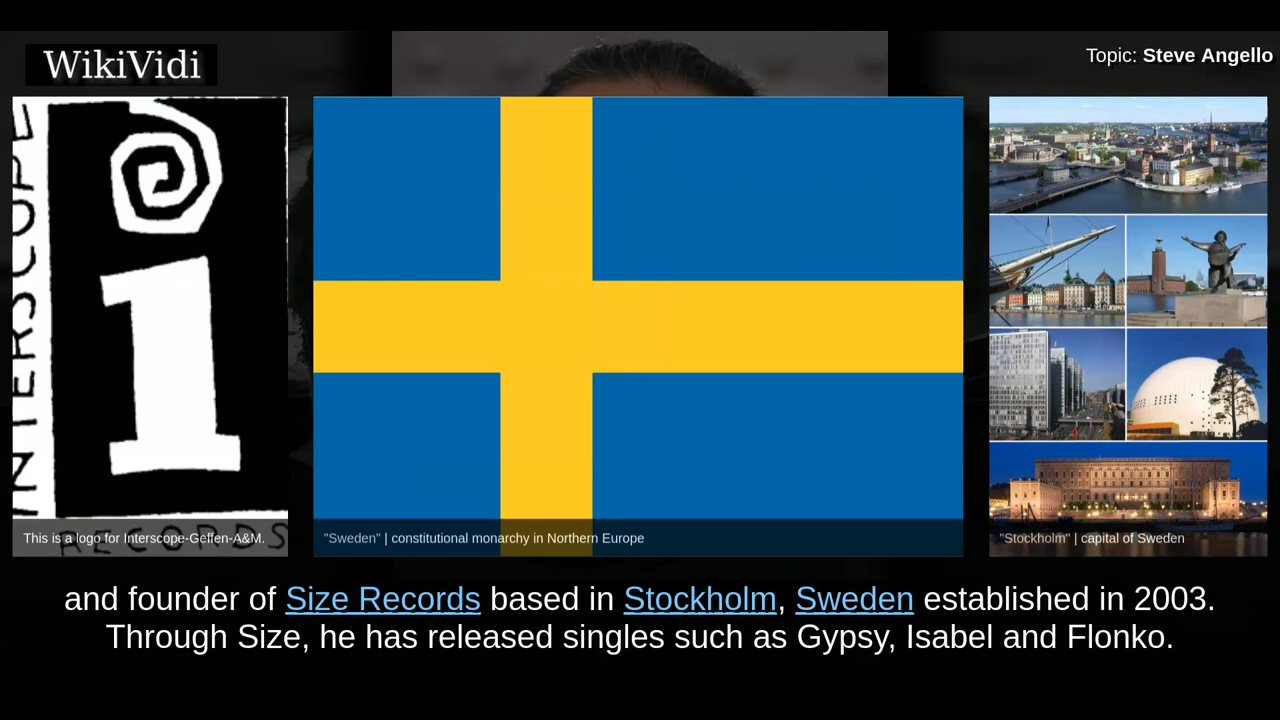 WikiVidi
Topic: Steve Angello
INTERSCOPE
RECORDS
This is a logo for Interscope-Geffen-A&M.
"Sweden" | constitutional monarchy in Northern Europe
"Stockholm" | capital of Sweden
and founder of Size Records based in Stockholm, Sweden established in 2003.
Through Size, he has released singles such as Gypsy, Isabel and Flonko.